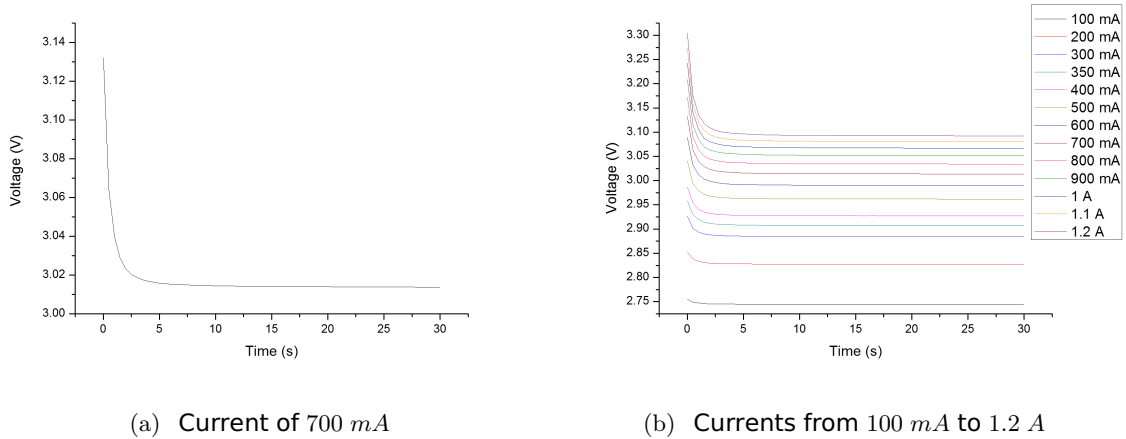 3.14
3.12
3.10
3.08
3.06
3.04
3.02
3.00
Voltage (V)
0 5 10 15 20 25 30
Time (s)
(a) Current of 700 mA
3.30
3.25
3.20
3.15
3.10
3.05
3.00
2.95
2.90
2.85
2.80
2.75
Voltage (V)
0 5 10 15 20 25 30
Time (s)
100 mA
200 mA
300 mA
350 mA
400 mA
500 mA
600 mA
700 mA
800 mA
900 mA
1 A
1.1 A
1.2 A
(b) Currents from 100 mA to 1.2 A